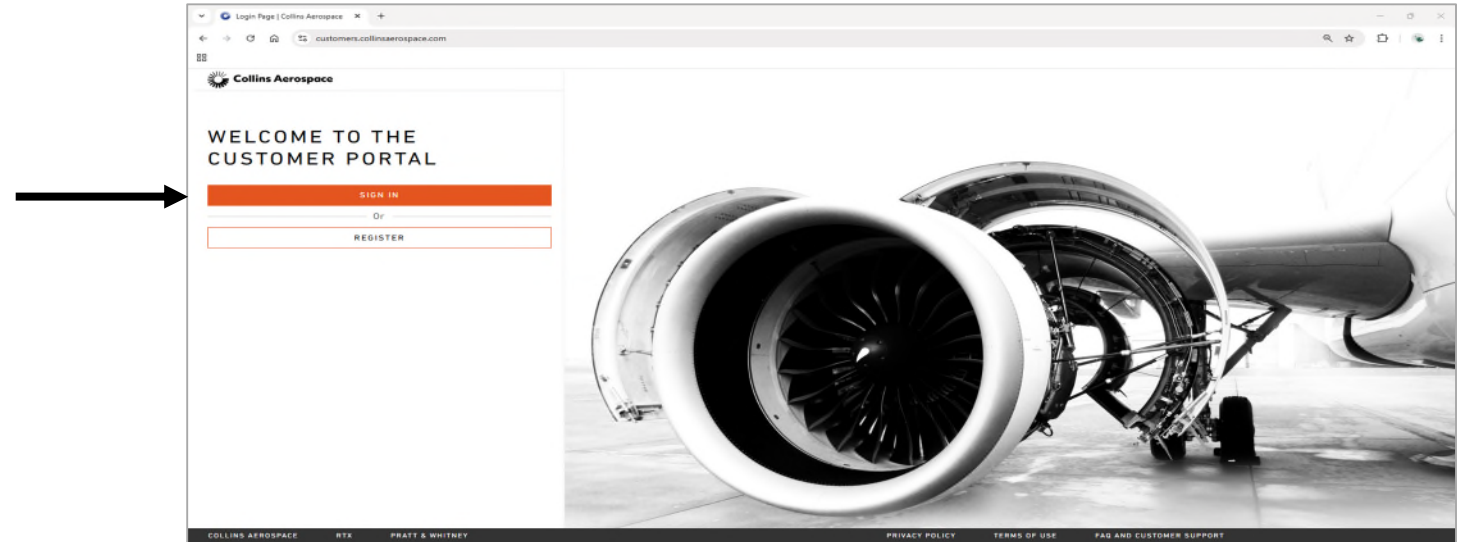 Login Page | Collins Aerospace
customers.collinsaerospace.com
Collins Aerospace
WELCOME TO THE
CUSTOMER PORTAL
SIGN IN
Or
REGISTER
COLLINS AEROSPACE RTX PRATT & WHITNEY PRIVACY POLICY TERMS OF USE FAQ AND CUSTOMER SUPPORT